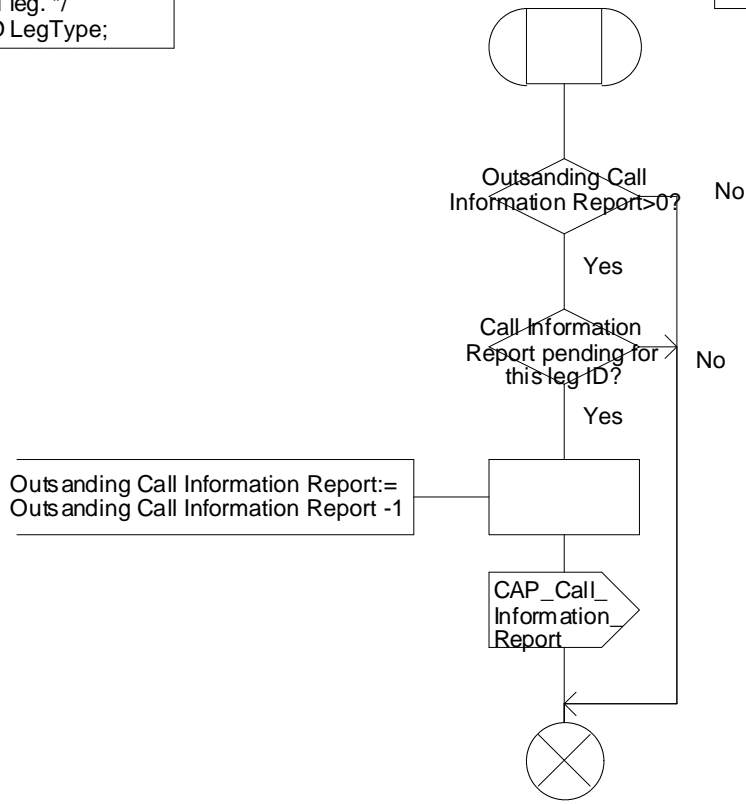 leg. */
LegType;
Outsanding Call
Information Report>0?
No
Yes
Call Information
Report pending for
this leg ID?
No
Yes
Outsanding Call Information Report:=
Outsanding Call Information Report -1
CAP_Call_
Information_
Report